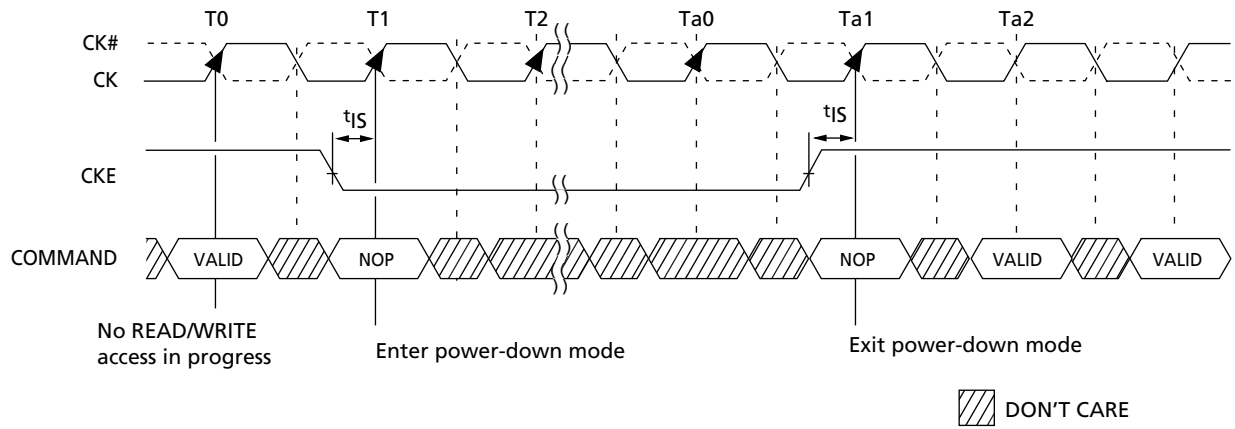 T0 T1 T2 Ta0 Ta1 Ta2
CK#
CK
tIS tIS
CKE
COMMAND VALID NOP NOP VALID VALID
No READ/WRITE
access in progress
Enter power-down mode
Exit power-down mode
DON'T CARE